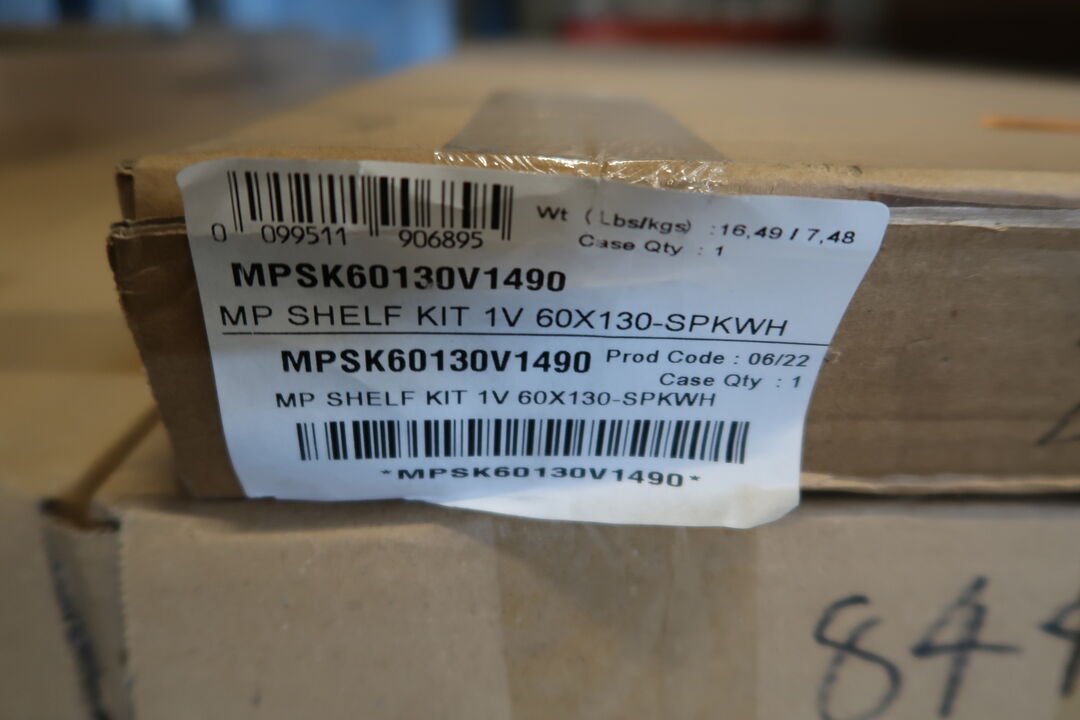 0 099511 906895
Wt (Lbs/kgs) :16,49 / 7,48
Case Qty : 1
MPSK60130V1490
MP SHELF KIT 1V 60X130-SPKWH
MPSK60130V1490
Prod Code : 06/22
Case Qty : 1
MP SHELF KIT 1V 60X130-SPKWH
*MPSK60130V1490*
84